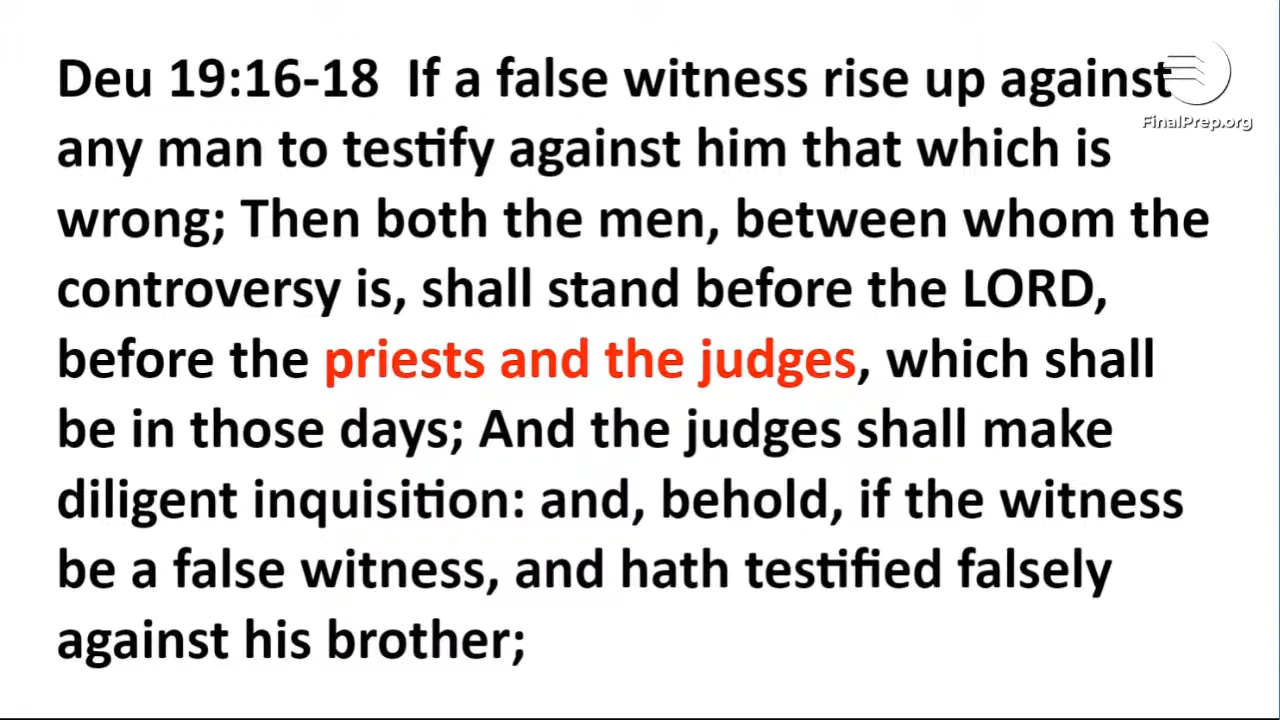 Deu 19:16-18 If a false witness rise up against
FinalPrep.org
any man to testify against him that which is
wrong; Then both the men, between whom the
controversy is, shall stand before the LORD,
before the priests and the judges, which shall
be in those days; And the judges shall make
diligent inquisition: and, behold, if the witness
be a false witness, and hath testified falsely
against his brother;